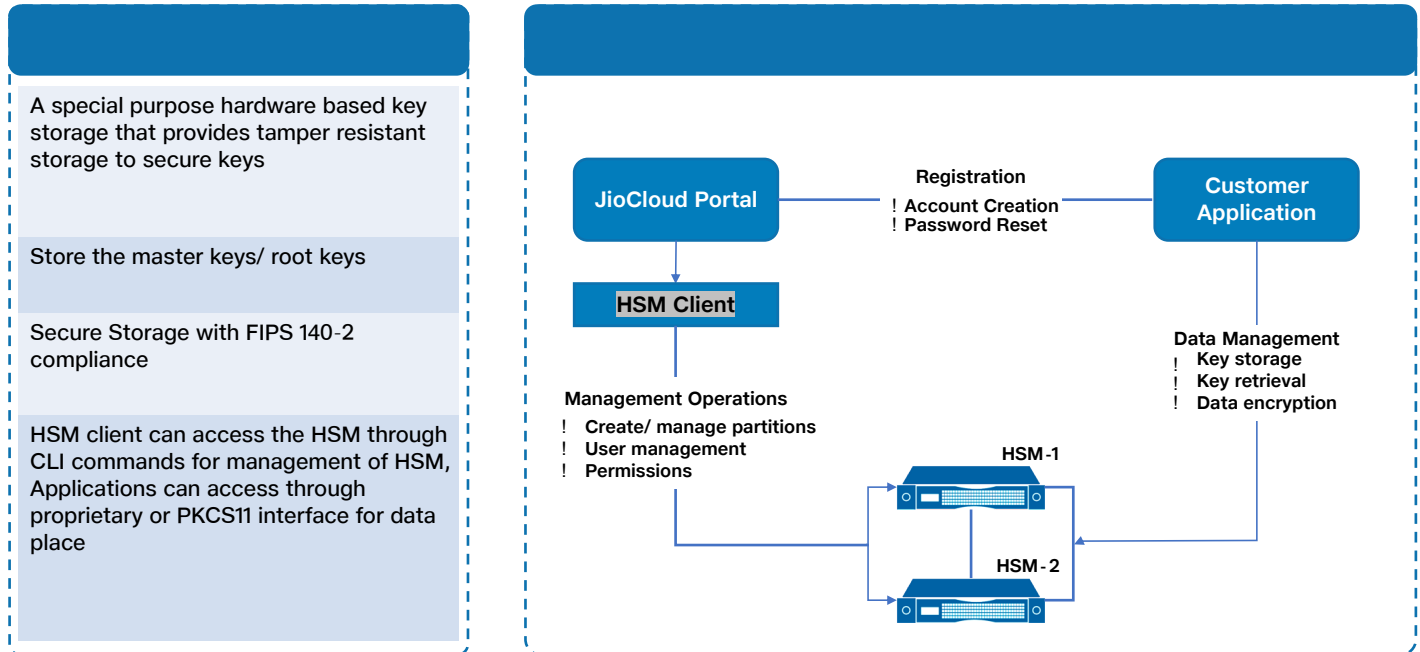 A special purpose hardware based key
storage that provides tamper resistant
storage to secure keys
Store the master keys/ root keys
Secure Storage with FIPS 140-2
compliance
HSM client can access the HSM through
CLI commands for management of HSM,
Applications can access through
proprietary or PKCS11 interface for data
place
JioCloud Portal
Registration
! Account Creation
! Password Reset
Customer
Application
HSM Client
Management Operations
! Create/ manage partitions
! User management
! Permissions
Data Management
! Key storage
! Key retrieval
! Data encryption
HSM-1
HSM-2